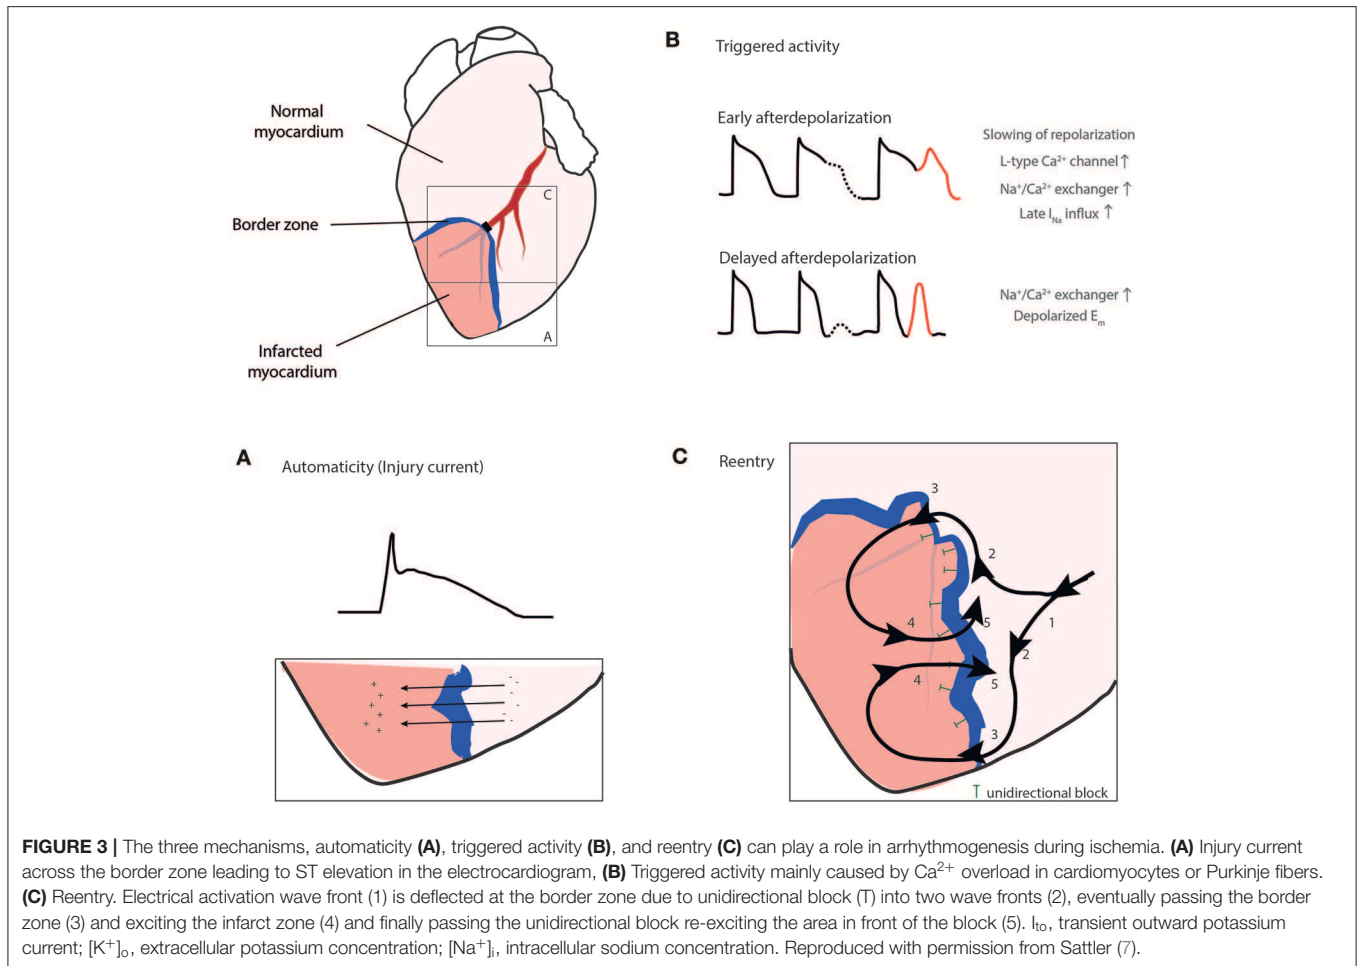 Normal
myocardium
Border zone
Infarcted
myocardium
C
A
B Triggered activity
Early afterdepolarization
Slowing of repolarization
L-type Ca²⁺ channel ↑
Na⁺/Ca²⁺ exchanger ↑
Late I_Na influx ↑
Delayed afterdepolarization
Na⁺/Ca²⁺ exchanger ↑
Depolarized E_m
A Automaticity (Injury current)
+ + + + + +
- - - - - -
C Reentry
3
2
1
4
5
2
4
5
3
T unidirectional block
FIGURE 3 | The three mechanisms, automaticity (A), triggered activity (B), and reentry (C) can play a role in arrhythmogenesis during ischemia. (A) Injury current
across the border zone leading to ST elevation in the electrocardiogram, (B) Triggered activity mainly caused by Ca²⁺ overload in cardiomyocytes or Purkinje fibers.
(C) Reentry. Electrical activation wave front (1) is deflected at the border zone due to unidirectional block (T) into two wave fronts (2), eventually passing the border
zone (3) and exciting the infarct zone (4) and finally passing the unidirectional block re-exciting the area in front of the block (5). I_to, transient outward potassium
current; [K⁺]_o, extracellular potassium concentration; [Na⁺]_i, intracellular sodium concentration. Reproduced with permission from Sattler (7).